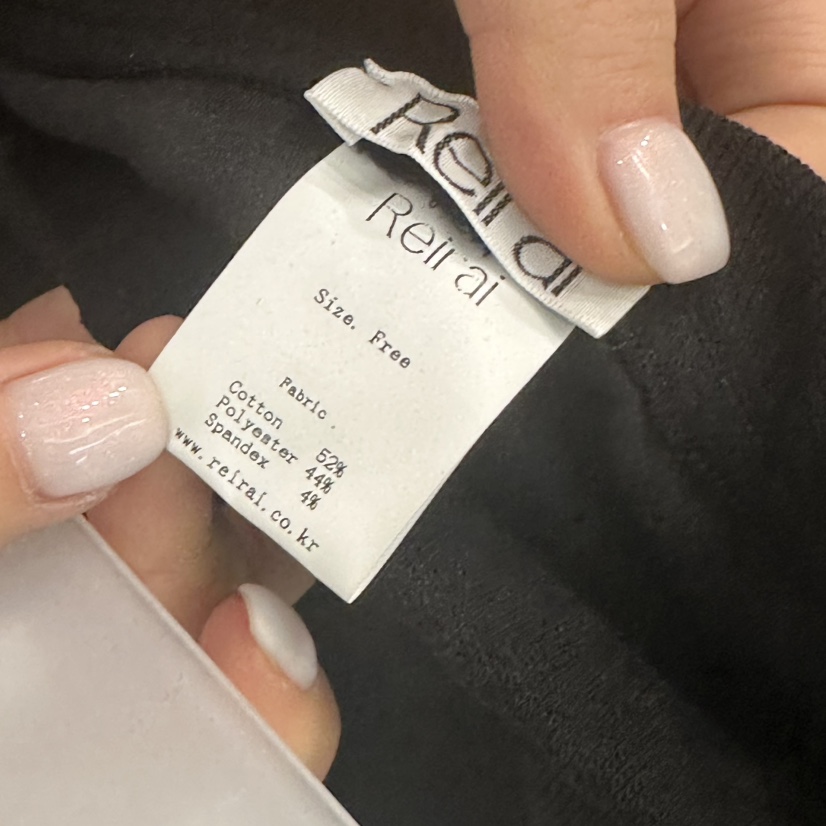 Reirai
Reirai
Size. Free
Fabric.
Cotton 52%
Polyester 44%
Spandex 4%
www.reirai.co.kr